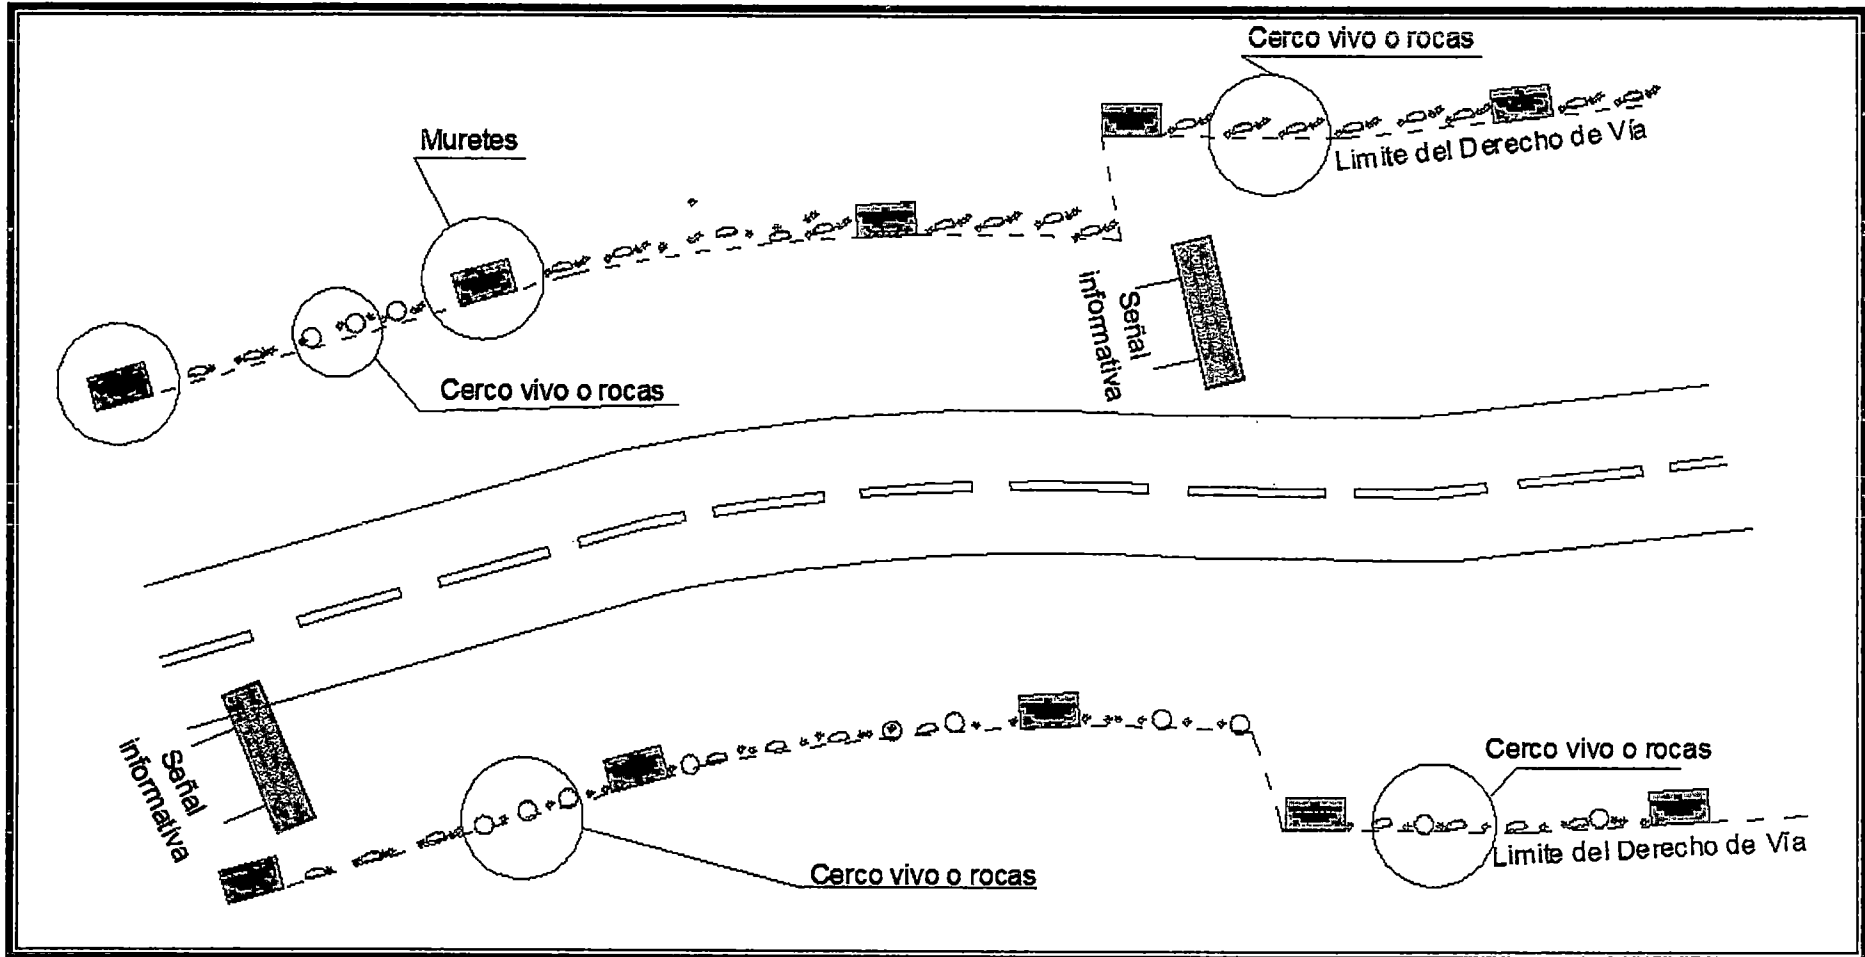 Cerco vivo o rocas
Muretes
Limite del Derecho de Vía
Señal
informativa
Cerco vivo o rocas
Señal
informativa
Cerco vivo o rocas
Limite del Derecho de Vía
Cerco vivo o rocas